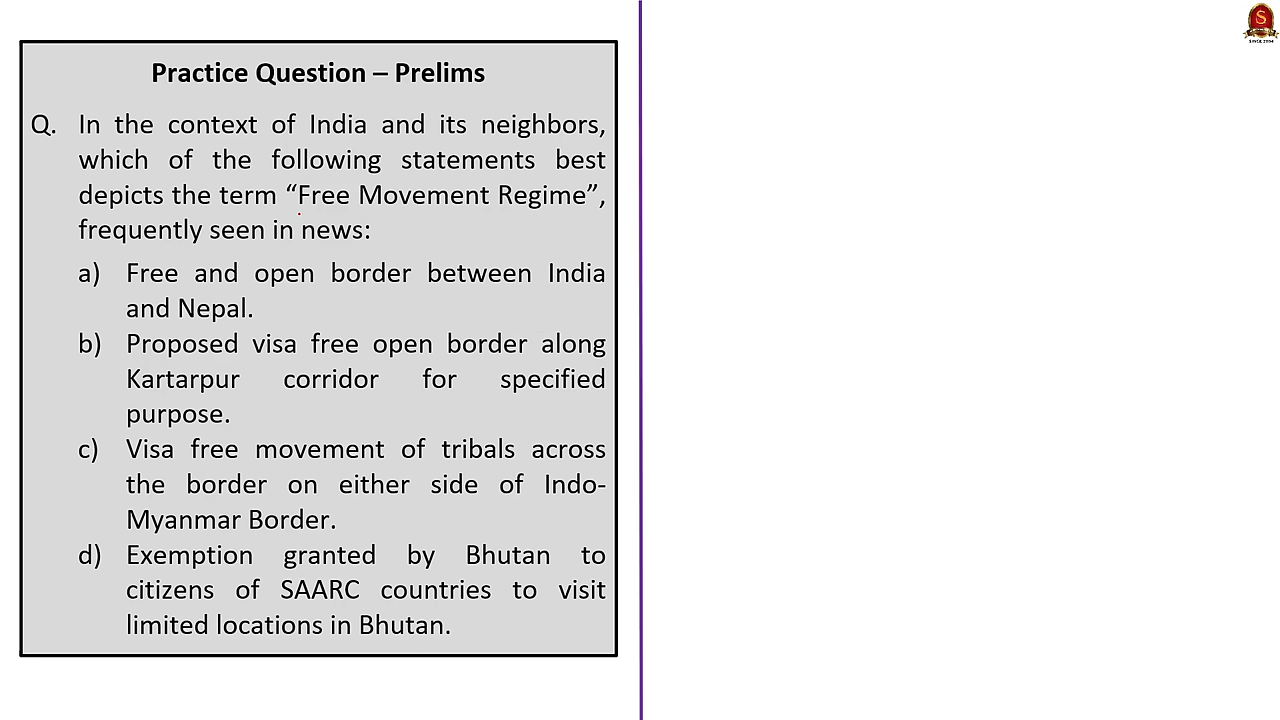 Practice Question – Prelims
Q. In the context of India and its neighbors,
which of the following statements best
depicts the term “Free Movement Regime”,
frequently seen in news:
a) Free and open border between India
and Nepal.
b) Proposed visa free open border along
Kartarpur corridor for specified
purpose.
c) Visa free movement of tribals across
the border on either side of Indo-
Myanmar Border.
d) Exemption granted by Bhutan to
citizens of SAARC countries to visit
limited locations in Bhutan.
S